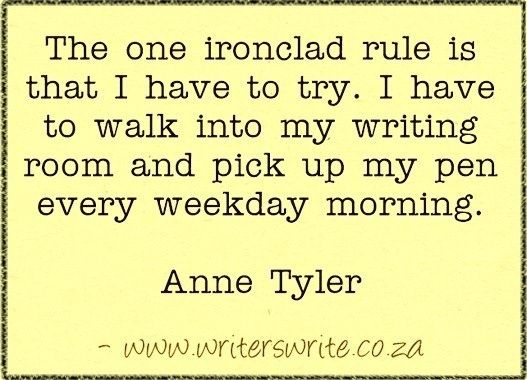 The one ironclad rule is
that I have to try. I have
to walk into my writing
room and pick up my pen
every weekday morning.
Anne Tyler
- www.writerswrite.co.za